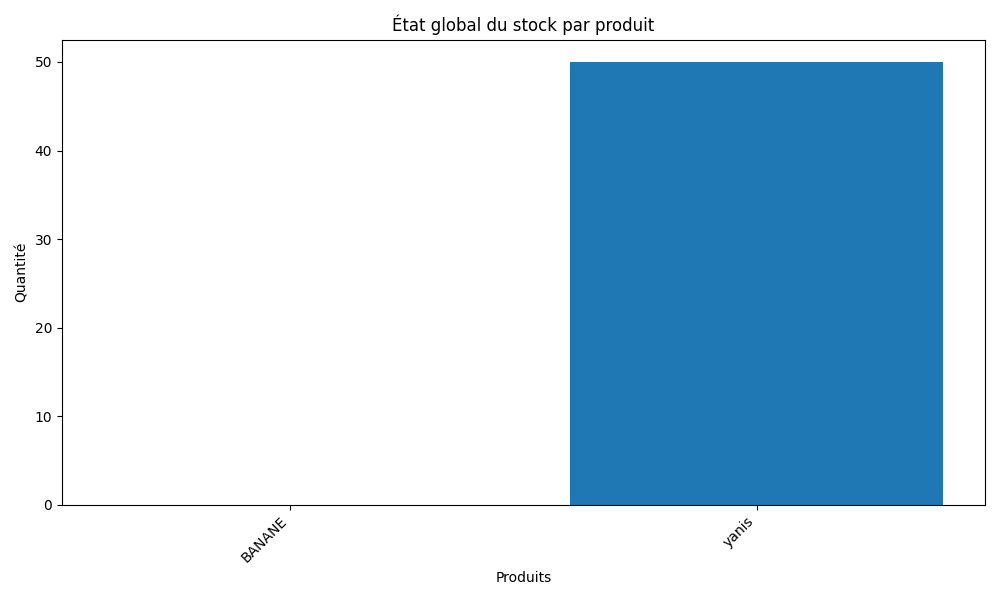 État global du stock par produit
50
40
30
20
10
0
Quantité
BANANE
yanis
Produits